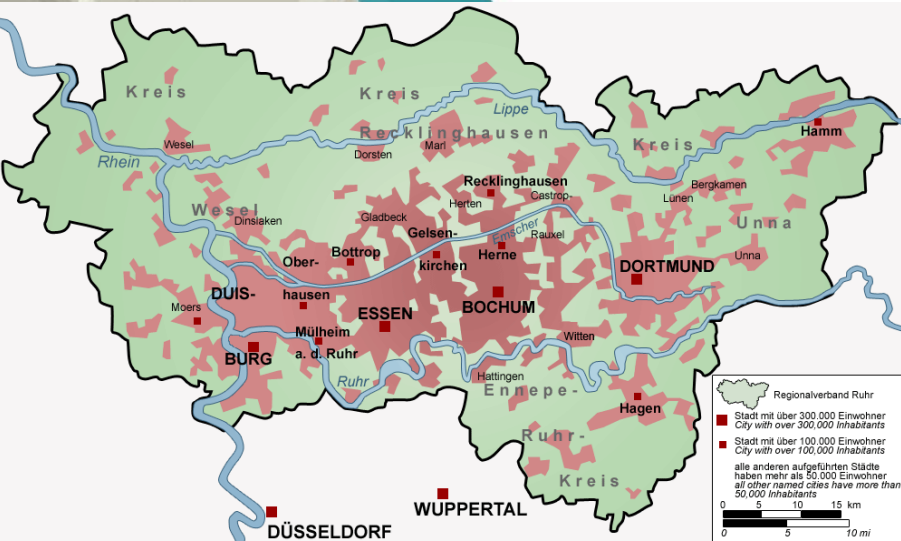 Kreis
Kreis
Lippe
Recklinghausen
Hamm
Wesel
Marl
Kreis
Rhein
Dorsten
Recklinghausen
Bergkamen
Herten
Castrop-
Lünen
Wesel
Dinslaken
Gladbeck
Gelsen-
Emscher
Rauxel
Unna
Bottrop
Herne
Unna
Ober-
kirchen
DORTMUND
DUIS-
hausen
Moers
ESSEN
BOCHUM
Mülheim
Witten
BURG
a. d. Ruhr
Ruhr
Hattingen
Ennepe-
Hagen
Ruhr-
Kreis
WUPPERTAL
DÜSSELDORF
Regionalverband Ruhr
Stadt mit über 300.000 Einwohner
City with over 300,000 Inhabitants
Stadt mit über 100.000 Einwohner
City with over 100,000 Inhabitants
alle anderen aufgeführten Städte
haben mehr als 50.000 Einwohner
all other named cities have more than
50,000 Inhabitants
0 5 10 15 km
0 5 10 mi